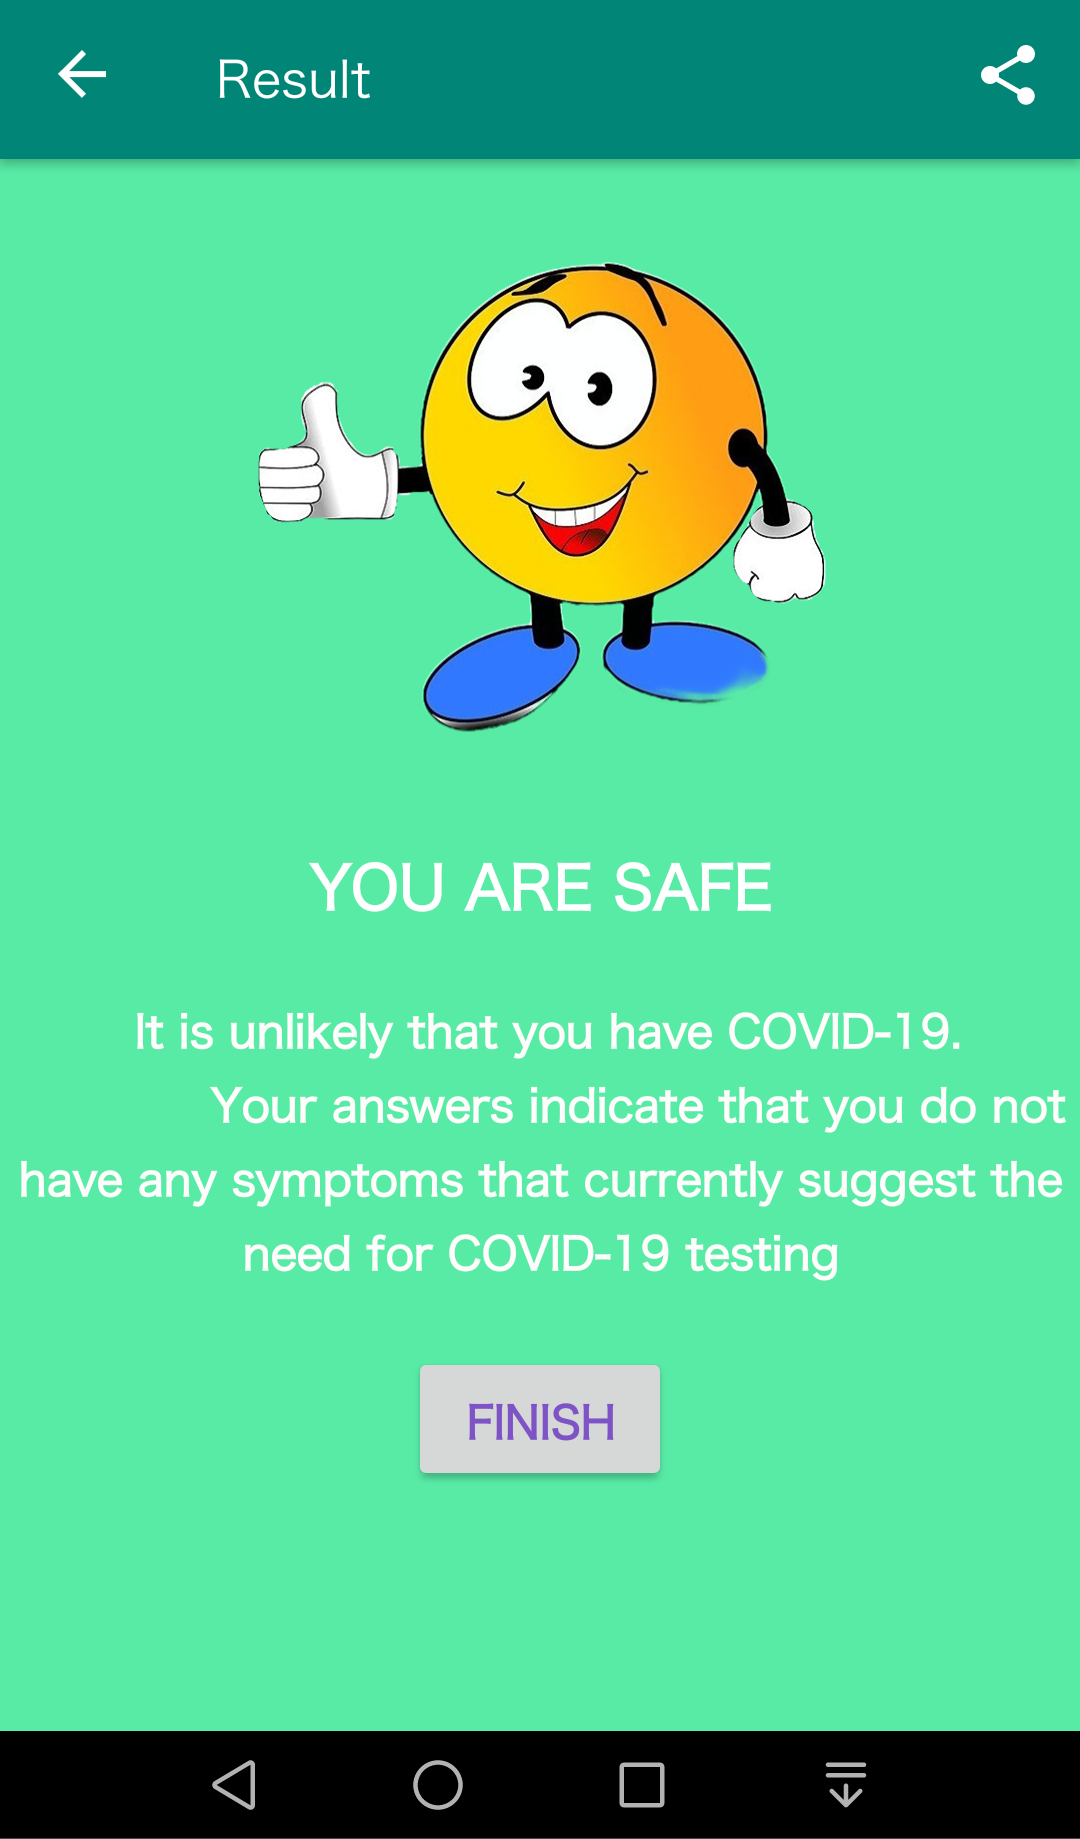 Result
YOU ARE SAFE
It is unlikely that you have COVID-19.
Your answers indicate that you do not
have any symptoms that currently suggest the
need for COVID-19 testing
FINISH